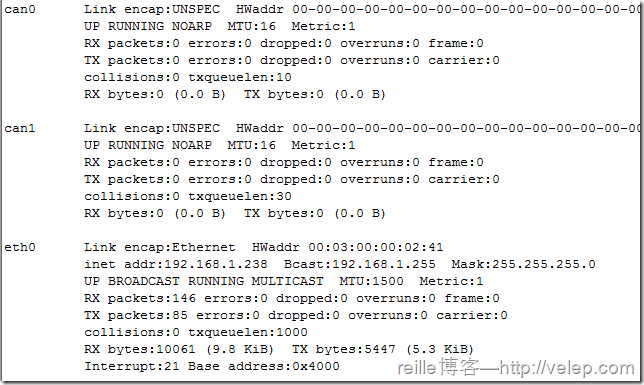 can0 Link encap:UNSPEC HWaddr 00-00-00-00-00-00-00-00-00-00-00-00-00-00-00
UP RUNNING NOARP MTU:16 Metric:1
RX packets:0 errors:0 dropped:0 overruns:0 frame:0
TX packets:0 errors:0 dropped:0 overruns:0 carrier:0
collisions:0 txqueuelen:10
RX bytes:0 (0.0 B) TX bytes:0 (0.0 B)
can1 Link encap:UNSPEC HWaddr 00-00-00-00-00-00-00-00-00-00-00-00-00-00-00
UP RUNNING NOARP MTU:16 Metric:1
RX packets:0 errors:0 dropped:0 overruns:0 frame:0
TX packets:0 errors:0 dropped:0 overruns:0 carrier:0
collisions:0 txqueuelen:30
RX bytes:0 (0.0 B) TX bytes:0 (0.0 B)
eth0 Link encap:Ethernet HWaddr 00:03:00:00:02:41
inet addr:192.168.1.238 Bcast:192.168.1.255 Mask:255.255.255.0
UP BROADCAST RUNNING MULTICAST MTU:1500 Metric:1
RX packets:146 errors:0 dropped:0 overruns:0 frame:0
TX packets:85 errors:0 dropped:0 overruns:0 carrier:0
collisions:0 txqueuelen:1000
RX bytes:10061 (9.8 KiB) TX bytes:5447 (5.3 KiB)
Interrupt:21 Base address:0x4000
reille博客—http://velep.com